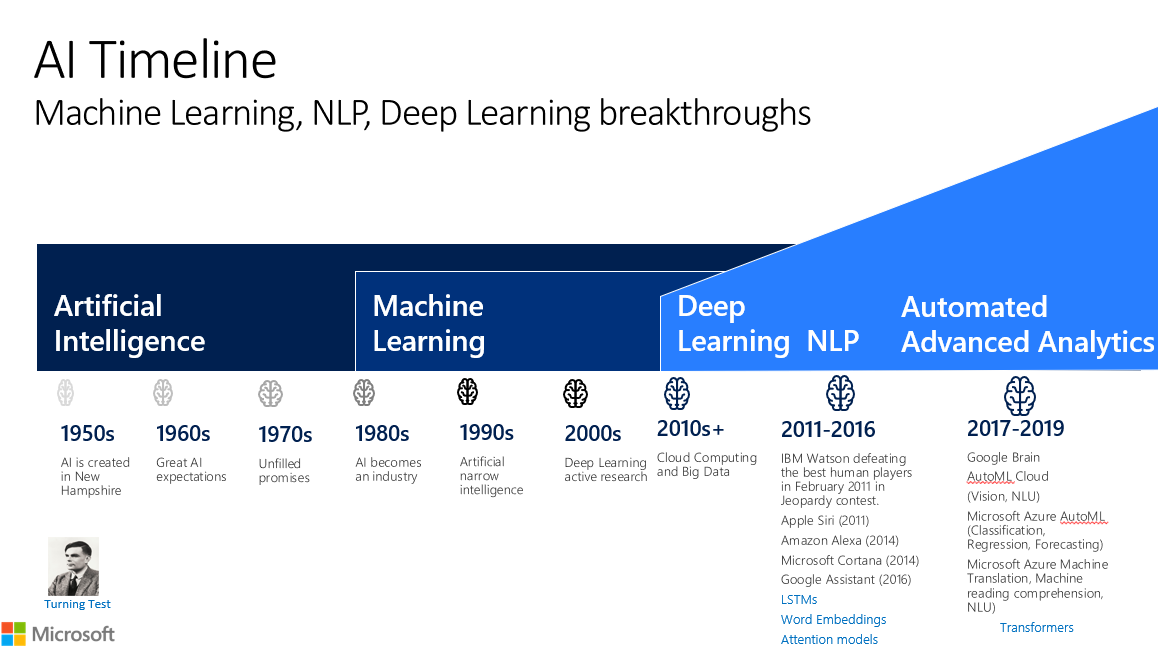 AI Timeline
Machine Learning, NLP, Deep Learning breakthroughs
Artificial
Intelligence
Machine
Learning
Deep
Learning NLP
Automated
Advanced Analytics
1950s
AI is created
in New
Hampshire
1960s
Great AI
expectations
1970s
Unfilled
promises
1980s
AI becomes
an industry
1990s
Artificial
narrow
intelligence
2000s
Deep Learning
active research
2010s+
Cloud Computing
and Big Data
2011-2016
IBM Watson defeating
the best human players
in February 2011 in
Jeopardy contest.
Apple Siri (2011)
Amazon Alexa (2014)
Microsoft Cortana (2014)
Google Assistant (2016)
LSTMs
Word Embeddings
Attention models
2017-2019
Google Brain
AutoML Cloud
(Vision, NLU)
Microsoft Azure AutoML
(Classification,
Regression, Forecasting)
Microsoft Azure Machine
Translation, Machine
reading comprehension,
NLU)
Transformers
Turning Test
Microsoft